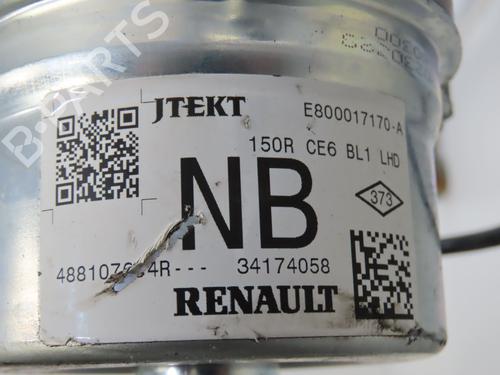 B-PARTS
JTEKT
E800017170-A
150R CE6 BL1 LHD
NB
373
34174058
RENAULT